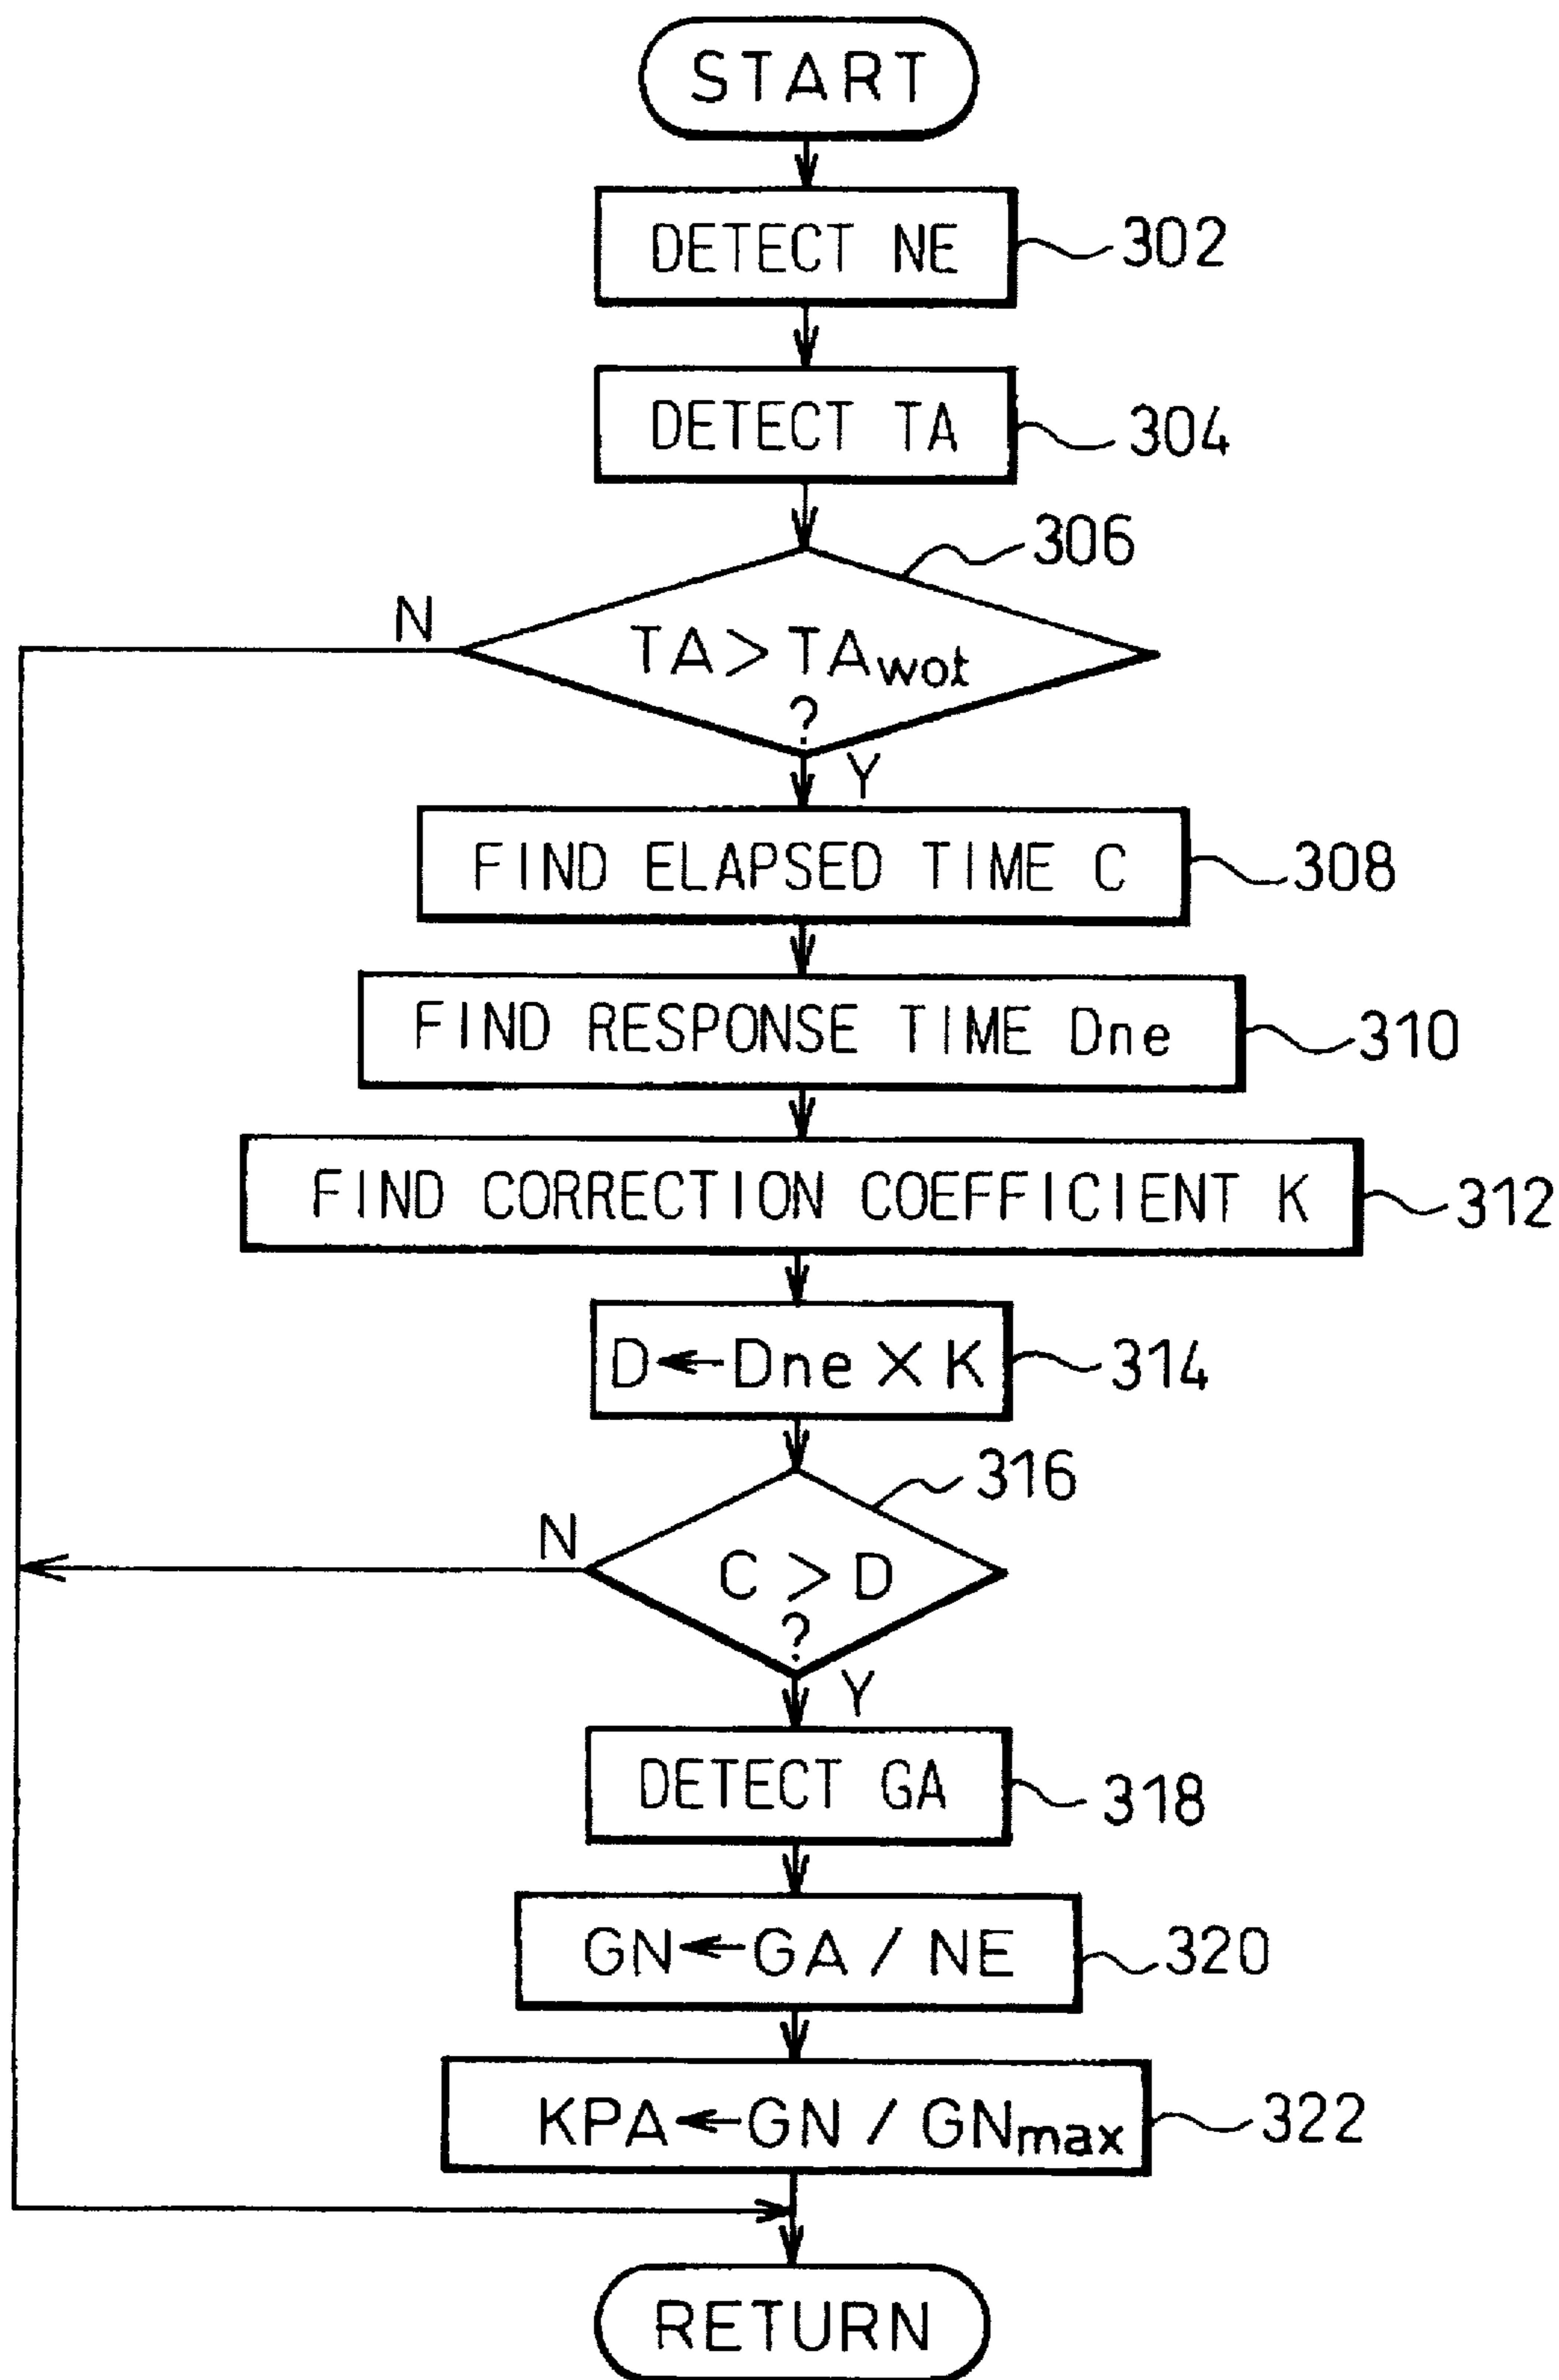 START
DETECT NE
302
DETECT TA
304
306
N
TA > TAwot
?
Y
FIND ELAPSED TIME C
308
FIND RESPONSE TIME Dne
310
FIND CORRECTION COEFFICIENT K
312
D ← Dne × K
314
316
N
C > D
?
Y
DETECT GA
318
GN ← GA / NE
320
KPA ← GN / GNmax
322
RETURN